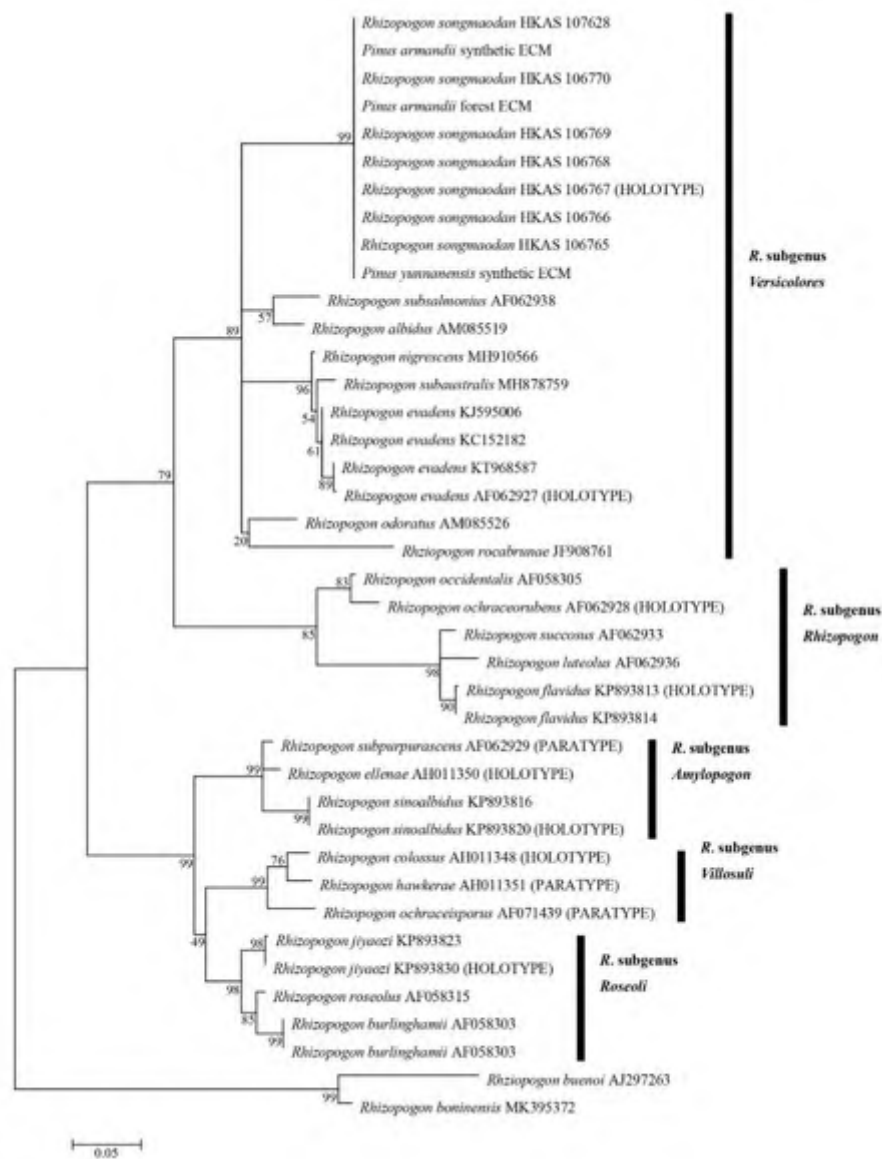 Rhizopogon songmaodan HKAS 107628
Pinus armandii synthetic ECM
Rhizopogon songmaodan HKAS 106770
Pinus armandii forest ECM
99
Rhizopogon songmaodan HKAS 106769
Rhizopogon songmaodan HKAS 106768
Rhizopogon songmaodan HKAS 106767 (HOLOTYPE)
Rhizopogon songmaodan HKAS 106766
Rhizopogon songmaodan HKAS 106765
Pinus yunnanensis synthetic ECM
R. subgenus
Versicolores
Rhizopogon subsalmonius AF062938
57
Rhizopogon albidus AM085519
89
Rhizopogon nigrescens MH910566
96
Rhizopogon subaustralis MH878759
54
Rhizopogon evadens KJ595006
Rhizopogon evadens KC152182
61
Rhizopogon evadens KT968587
89
Rhizopogon evadens AF062927 (HOLOTYPE)
79
Rhizopogon odoratus AM085526
20
Rhziopogon rocabrunae JF908761
83
Rhizopogon occidentalis AF058305
Rhizopogon ochraceorubens AF062928 (HOLOTYPE)
R. subgenus
Rhizopogon
85
Rhizopogon succosus AF062933
98
Rhizopogon luteolus AF062936
Rhizopogon flavidus KP893813 (HOLOTYPE)
90
Rhizopogon flavidus KP893814
Rhizopogon subpurpurascens AF062929 (PARATYPE)
99
Rhizopogon ellenae AH011350 (HOLOTYPE)
R. subgenus
Amylopogon
Rhizopogon sinoalbidus KP893816
99
Rhizopogon sinoalbidus KP893820 (HOLOTYPE)
99
76
Rhizopogon colossus AH011348 (HOLOTYPE)
R. subgenus
Villosuli
99
Rhizopogon hawkerae AH011351 (PARATYPE)
Rhizopogon ochraceisporus AF071439 (PARATYPE)
49
98
Rhizopogon jiyaozi KP893823
Rhizopogon jiyaozi KP893830 (HOLOTYPE)
R. subgenus
Roseoli
98
Rhizopogon roseolus AF058315
85
Rhizopogon burlinghamii AF058303
99
Rhizopogon burlinghamii AF058303
Rhziopogon buenoi AJ297263
99
Rhizopogon boninensis MK395372
0.05